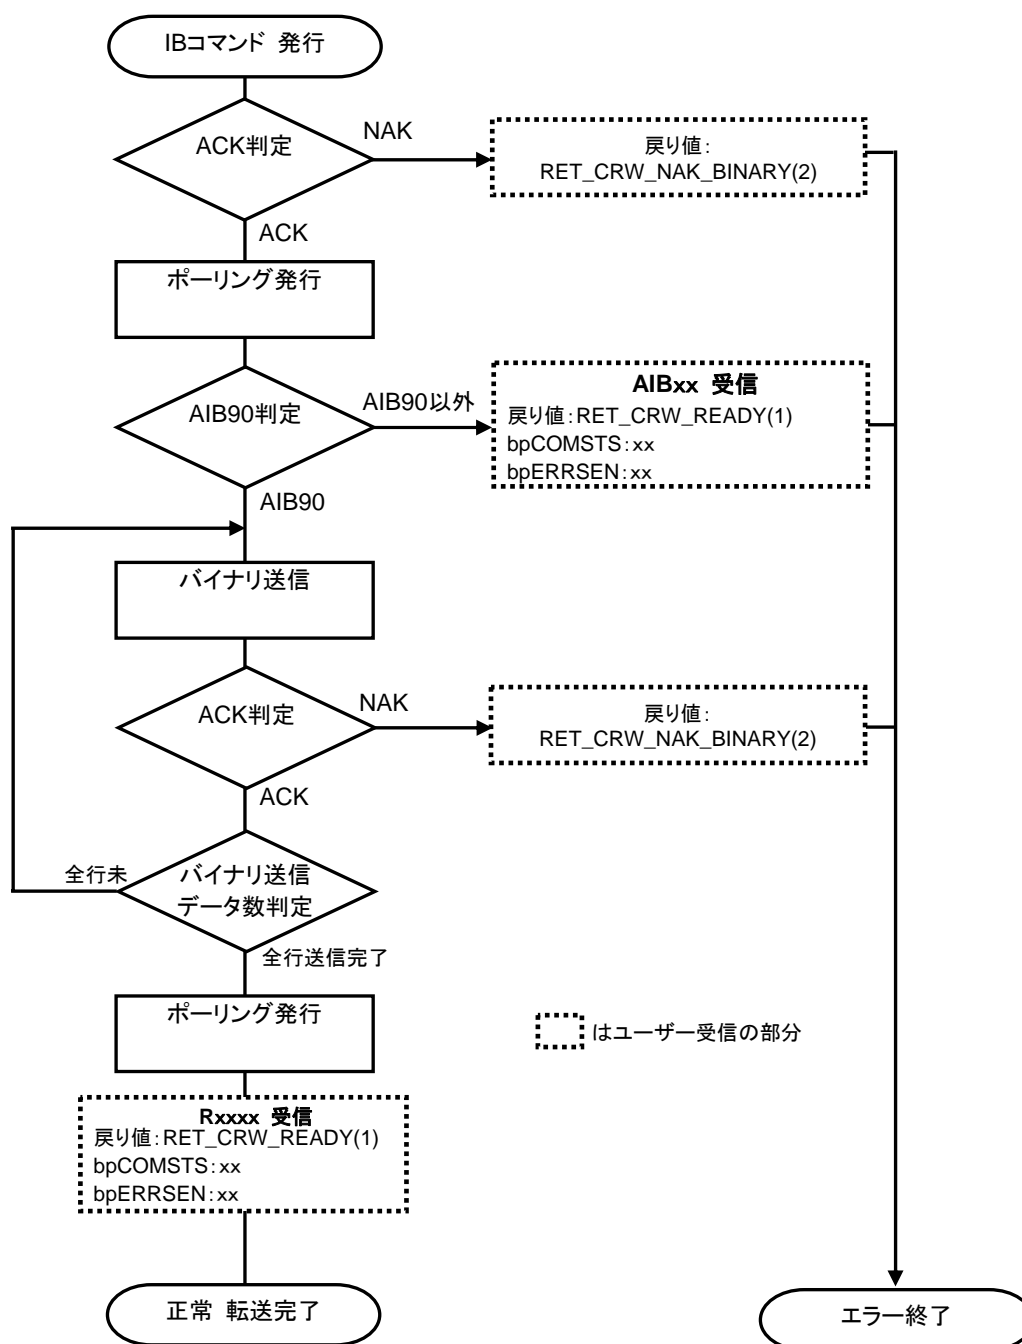 IBコマンド 発行
ACK判定
NAK
戻り値:
RET_CRW_NAK_BINARY(2)
ACK
ポーリング発行
AIB90判定
AIB90以外
AIBxx 受信
戻り値:RET_CRW_READY(1)
bpCOMSTS:xx
bpERRSEN:xx
AIB90
バイナリ送信
ACK判定
NAK
戻り値:
RET_CRW_NAK_BINARY(2)
ACK
全行未
バイナリ送信
データ数判定
全行送信完了
ポーリング発行
はユーザー受信の部分
Rxxxx 受信
戻り値:RET_CRW_READY(1)
bpCOMSTS:xx
bpERRSEN:xx
正常 転送完了
エラー終了